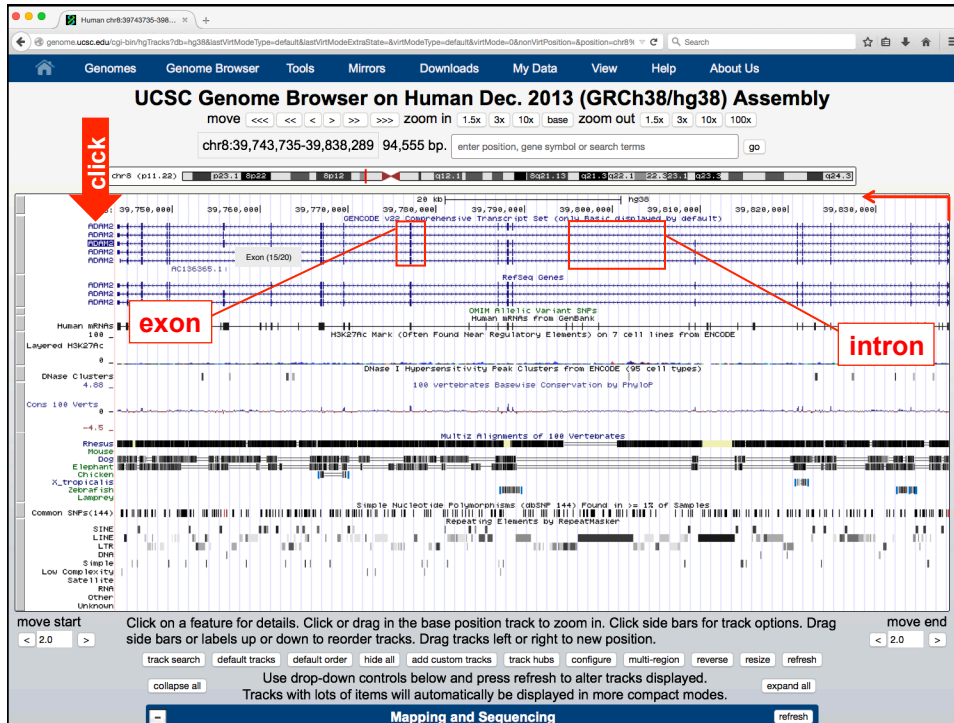 Human chr8:39743735-398... × +
genome.ucsc.edu/cgi-bin/hgTracks?db=hg38&lastVirtModeType=default&lastVirtModeExtraState=&virtModeType=default&virtMode=0&nonVirtPosition=&position=chr8%
Search
Genomes Genome Browser Tools Mirrors Downloads My Data View Help About Us
UCSC Genome Browser on Human Dec. 2013 (GRCh38/hg38) Assembly
move <<< << < > >> >>> zoom in 1.5x 3x 10x base zoom out 1.5x 3x 10x 100x
chr8:39,743,735-39,838,289 94,555 bp. enter position, gene symbol or search terms go
click
chr8 (p11.22) p23.1 8p22 8p12 q12.1 8q21.13 q21.3 q22.1 22.3 q23.1 q23.3 q24.3
20 kb hg38
39,750,000 39,760,000 39,770,000 39,780,000 39,790,000 39,800,000 39,810,000 39,820,000 39,830,000
GENCODE v22 Comprehensive Transcript Set (only Basic displayed by default)
ADAM2
ADAM2
ADAM2
ADAM2
ADAM2
Exon (15/20)
AC136365.1
RefSeq Genes
ADAM2
ADAM2
ADAM2
exon
intron
OMIM Allelic Variant SNPs
Human mRNAs from GenBank
Human mRNAs
H3K27Ac Mark (Often Found Near Regulatory Elements) on 7 cell lines from ENCODE
100 _
Layered H3K27Ac
0 _
DNase I Hypersensitivity Peak Clusters from ENCODE (95 cell types)
DNase Clusters
100 vertebrates Basewise Conservation by PhyloP
4.88 _
Cons 100 Verts
0 -
-4.5 _
Multiz Alignments of 100 Vertebrates
Rhesus
Mouse
Dog
Elephant
Chicken
X_tropicalis
Zebrafish
Lamprey
Simple Nucleotide Polymorphisms (dbSNP 144) Found in >= 1% of Samples
Common SNPs(144)
Repeating Elements by RepeatMasker
SINE
LINE
LTR
DNA
Simple
Low Complexity
Satellite
RNA
Other
Unknown
move start
< 2.0 >
Click on a feature for details. Click or drag in the base position track to zoom in. Click side bars for track options. Drag
side bars or labels up or down to reorder tracks. Drag tracks left or right to new position.
move end
< 2.0 >
track search default tracks default order hide all add custom tracks track hubs configure multi-region reverse resize refresh
collapse all
Use drop-down controls below and press refresh to alter tracks displayed.
Tracks with lots of items will automatically be displayed in more compact modes.
expand all
- Mapping and Sequencing refresh